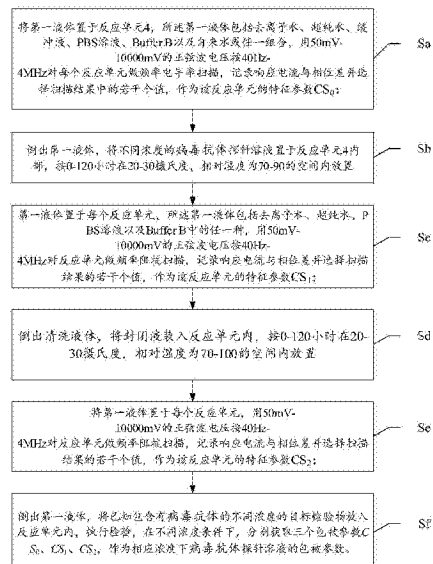 将第一液体置于反应单元4，所述第一液体包括去离子水、超纯水、缓
冲液、PBS溶液、Buffer B以及自来水或任一组合，用50mV-
10000mV的正弦波电压按40Hz-
4MHz对每个反应单元做频率电导率扫描，记录响应电流与相位差并选
择扫描结果中的若干个值，作为该反应单元的特征参数CS₀；
Sa
倒出第一液体，将不同浓度的病毒抗体探针溶液置于反应单元4内
部，按0-120小时在20-30摄氏度、相对湿度为70-90的空间内放置
Sb
第一液体置于每个反应单元、所述第一液体包括去离子水、超纯水、P
BS溶液以及Buffer B中的任一种，用50mV-
10000mV的正弦波电压按40Hz-
4MHz对反应单元做频率阻抗扫描，记录响应电流与相位差并选择扫描
结果的若干个值，作为该反应单元的特征参数CS₁；
Sc
倒出清洗液体，将封闭液装入反应单元内，按0-120小时在20-
30摄氏度，相对湿度为70-100的空间内放置
Sd
将第一液体置于每个反应单元，用50mV-
10000mV的正弦波电压按40Hz-
4MHz对反应单元做频率阻抗扫描，记录响应电流与相位差并选择扫描
结果的若干个值，作为该反应单元的特征参数CS₂；
Se
倒出第一液体，将已知包含有病毒抗体的不同浓度的目标检验物放入
反应单元内，执行检验，在不同浓度条件下，分别获取三个包被参数C
S₀、CS₁、CS₂，作为相应浓度下病毒抗体探针溶液的包被参数。
Sf